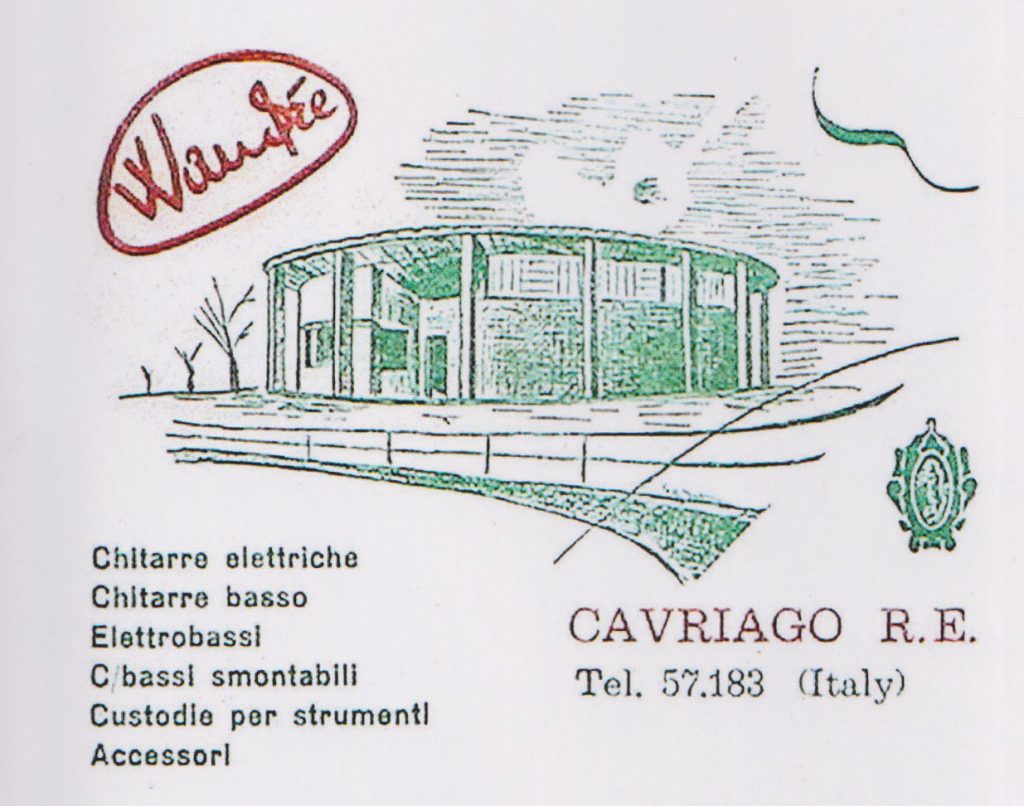 Wandrè
Chitarre elettriche
Chitarre basso
Elettrobassi
C/bassi smontabili
Custodie per strumenti
Accessori
CAVRIAGO R.E.
Tel. 57.183 (Italy)